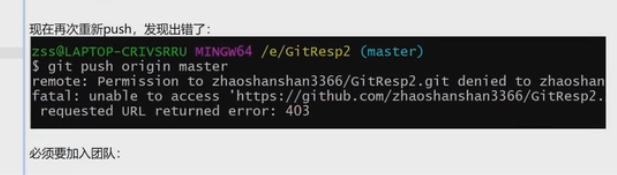 现在再次重新push，发现出错了：
zss@LAPTOP-CRIVSRRU MINGW64 /e/GitResp2 (master)
$ git push origin master
remote: Permission to zhaoshanshan3366/GitResp2.git denied to zhaoshan
fatal: unable to access 'https://github.com/zhaoshanshan3366/GitResp2.
requested URL returned error: 403
必须要加入团队：